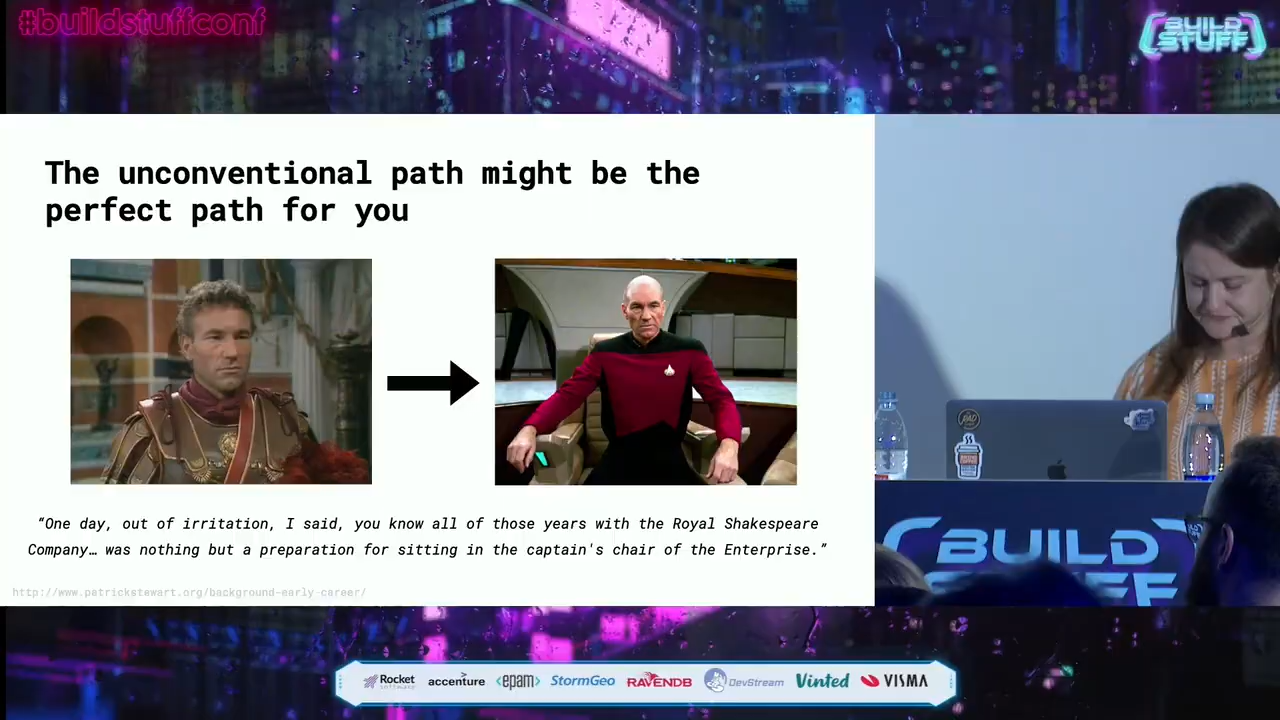 #buildstuffconf
BUILD
STUFF
The unconventional path might be the
perfect path for you
“One day, out of irritation, I said, you know all of those years with the Royal Shakespeare
Company… was nothing but a preparation for sitting in the captain's chair of the Enterprise.”
http://www.patrickstewart.org/background-early-career/
RAD
BUILD
STUFF
Rocket
software
accenture
<epam>
StormGeo
RAVENDB
DevStream
Vinted
VISMA